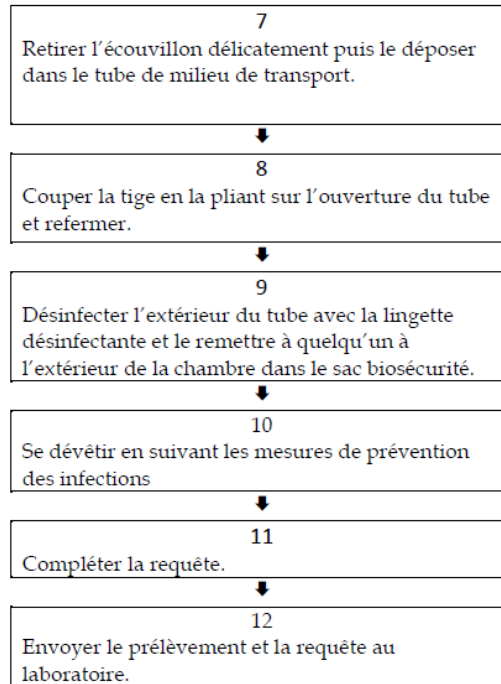 7
Retirer l’écouvillon délicatement puis le déposer
dans le tube de milieu de transport.
8
Couper la tige en la pliant sur l’ouverture du tube
et refermer.
9
Désinfecter l’extérieur du tube avec la lingette
désinfectante et le remettre à quelqu’un à
l’extérieur de la chambre dans le sac biosécurité.
10
Se dévêtir en suivant les mesures de prévention
des infections
11
Compléter la requête.
12
Envoyer le prélèvement et la requête au
laboratoire.